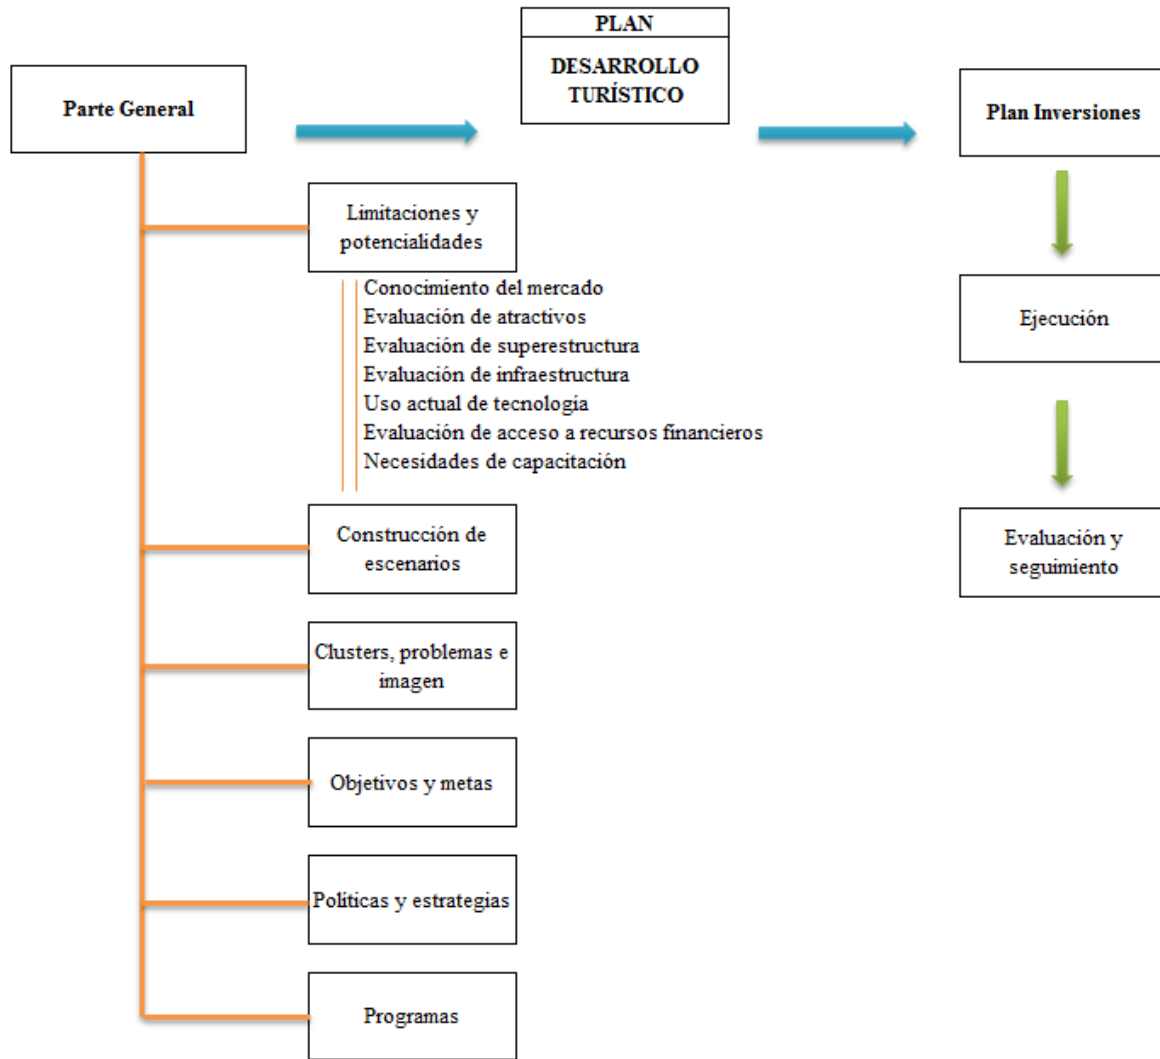 PLAN
DESARROLLO
TURÍSTICO
Parte General
Plan Inversiones
Limitaciones y
potencialidades
Conocimiento del mercado
Evaluación de atractivos
Evaluación de superestructura
Evaluación de infraestructura
Uso actual de tecnología
Evaluación de acceso a recursos financieros
Necesidades de capacitación
Construcción de
escenarios
Clusters, problemas e
imagen
Objetivos y metas
Políticas y estrategias
Programas
Ejecución
Evaluación y
seguimiento